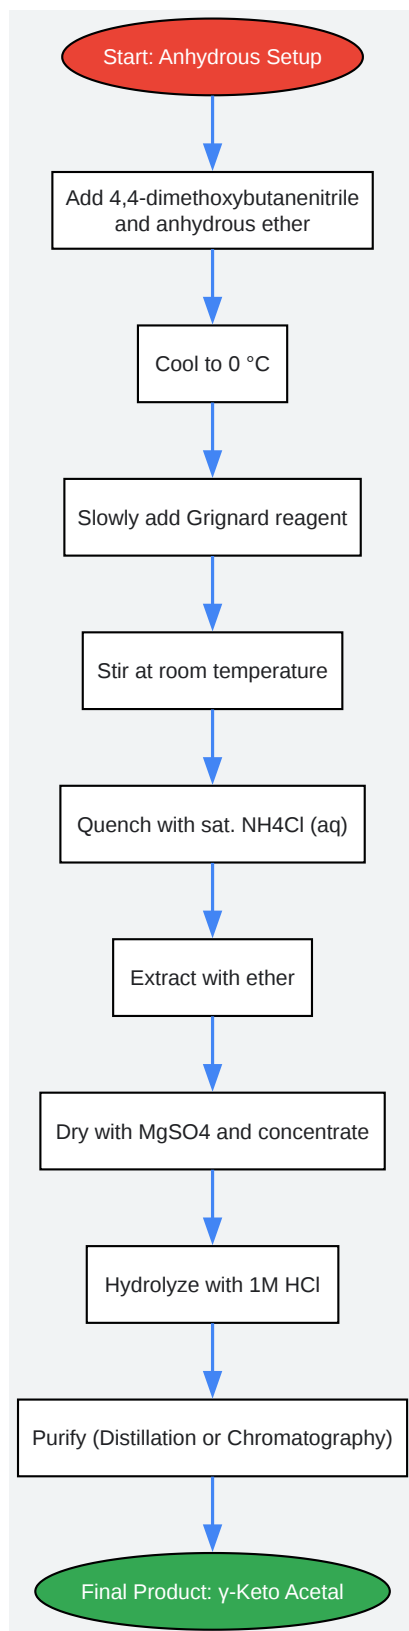 Start: Anhydrous Setup
Add 4,4-dimethoxybutanenitrile
and anhydrous ether
Cool to 0 °C
Slowly add Grignard reagent
Stir at room temperature
Quench with sat. NH4Cl (aq)
Extract with ether
Dry with MgSO4 and concentrate
Hydrolyze with 1M HCl
Purify (Distillation or Chromatography)
Final Product: γ-Keto Acetal